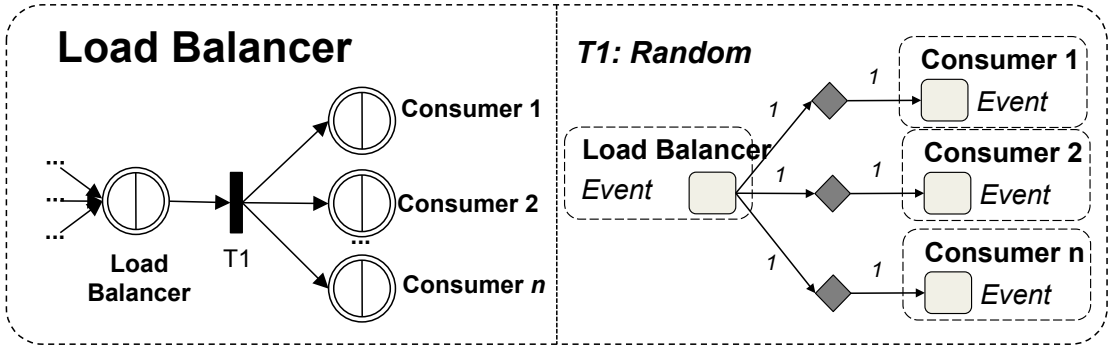 Load Balancer
Consumer 1
...
...
Consumer 2
...
...
T1
Load
Balancer
Consumer n
T1: Random
Consumer 1
1
1
Event
Load Balancer
Consumer 2
1
1
Event
Event
Consumer n
1
1
Event